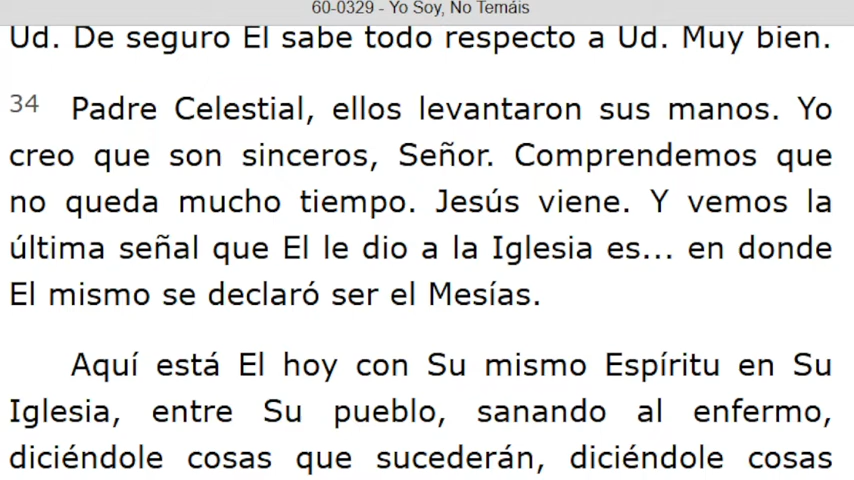 60-0329 - Yo Soy, No Temáis
Ud. De seguro El sabe todo respecto a Ud. Muy bien.
34 Padre Celestial, ellos levantaron sus manos. Yo
creo que son sinceros, Señor. Comprendemos que
no queda mucho tiempo. Jesús viene. Y vemos la
última señal que El le dio a la Iglesia es... en donde
El mismo se declaró ser el Mesías.
Aquí está El hoy con Su mismo Espíritu en Su
Iglesia, entre Su pueblo, sanando al enfermo,
diciéndole cosas que sucederán, diciéndole cosas